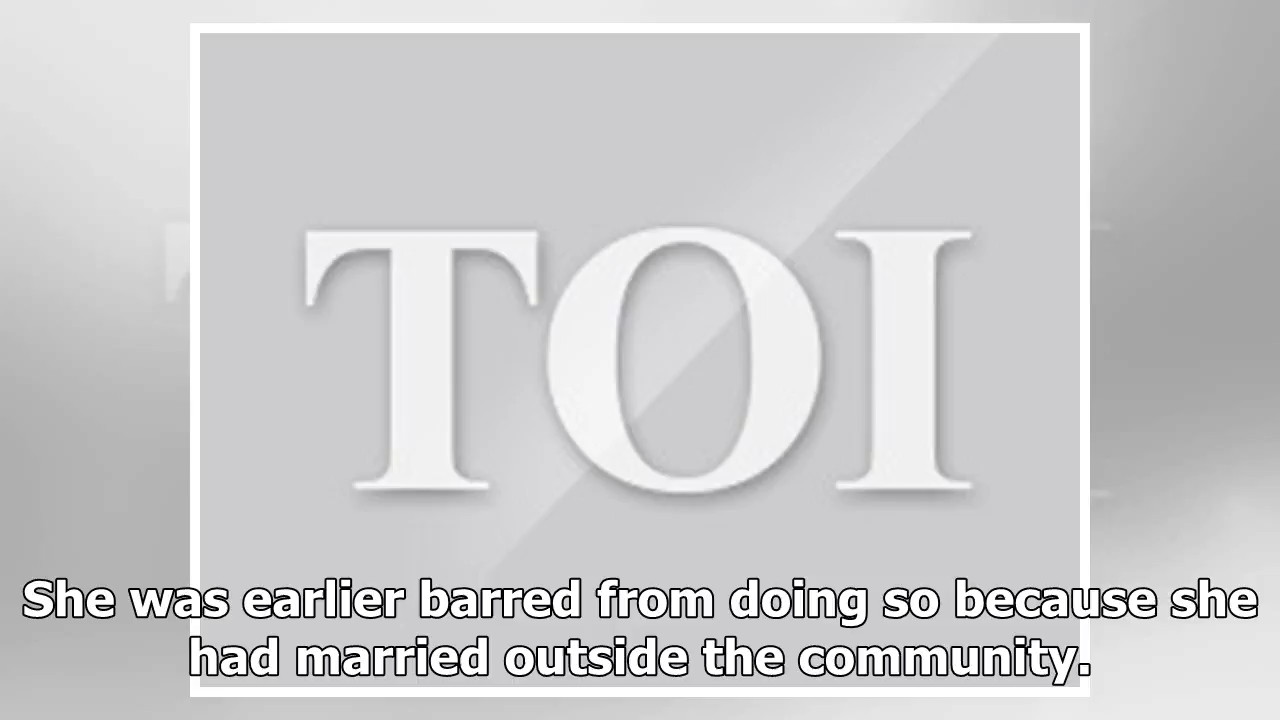 TOI
She was earlier barred from doing so because she
had married outside the community.